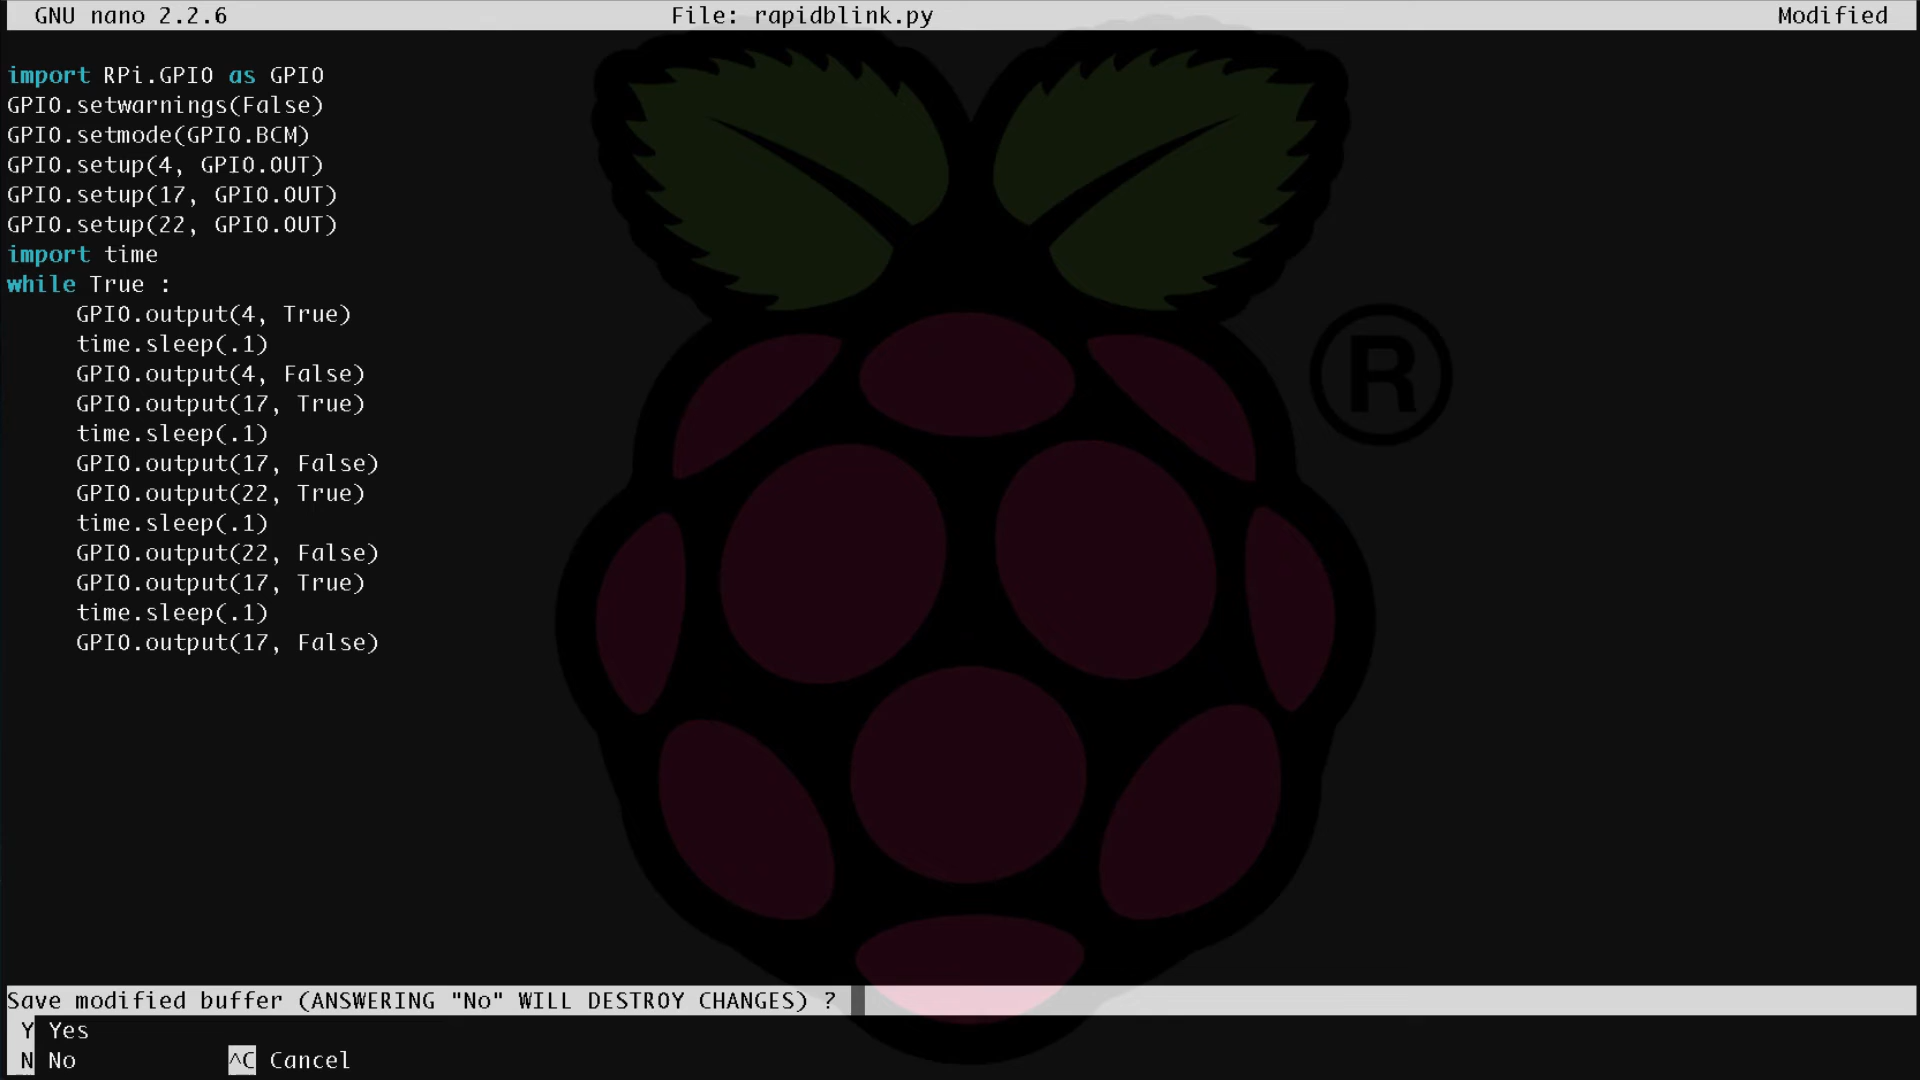 GNU nano 2.2.6 File: rapidblink.py Modified
import RPi.GPIO as GPIO
GPIO.setwarnings(False)
GPIO.setmode(GPIO.BCM)
GPIO.setup(4, GPIO.OUT)
GPIO.setup(17, GPIO.OUT)
GPIO.setup(22, GPIO.OUT)
import time
while True :
     GPIO.output(4, True)
     time.sleep(.1)
     GPIO.output(4, False)
     GPIO.output(17, True)
     time.sleep(.1)
     GPIO.output(17, False)
     GPIO.output(22, True)
     time.sleep(.1)
     GPIO.output(22, False)
     GPIO.output(17, True)
     time.sleep(.1)
     GPIO.output(17, False)
®
Save modified buffer (ANSWERING "No" WILL DESTROY CHANGES) ?
Y Yes
N No ^C Cancel